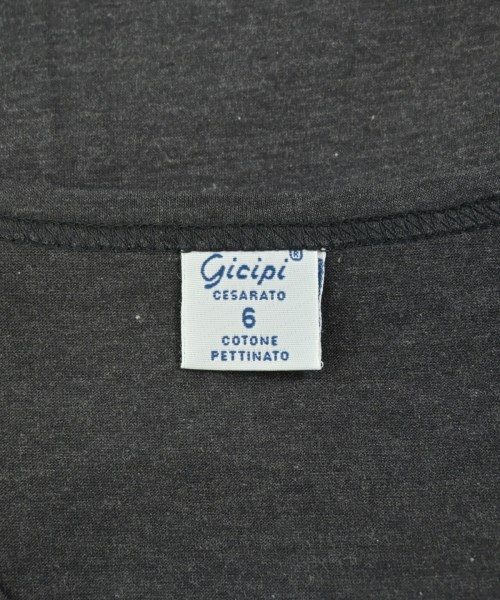 Gicipi®
CESARATO
6
COTONE
PETTINATO